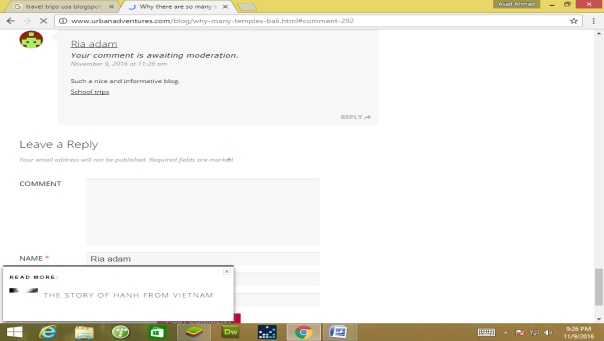 travel trips usa blogspot
Why there are so many t
Asad Ahmad
www.urbanadventures.com/blog/why-many-temples-bali.html#comment-292
Ria adam
Your comment is awaiting moderation.
November 9, 2016 at 11:26 am
Such a nice and informative blog.
School trips
REPLY
Leave a Reply
Your email address will not be published. Required fields are marked *
COMMENT
NAME *
Ria adam
READ MORE:
THE STORY OF HANH FROM VIETNAM
Dw
9:26 PM
11/9/2016